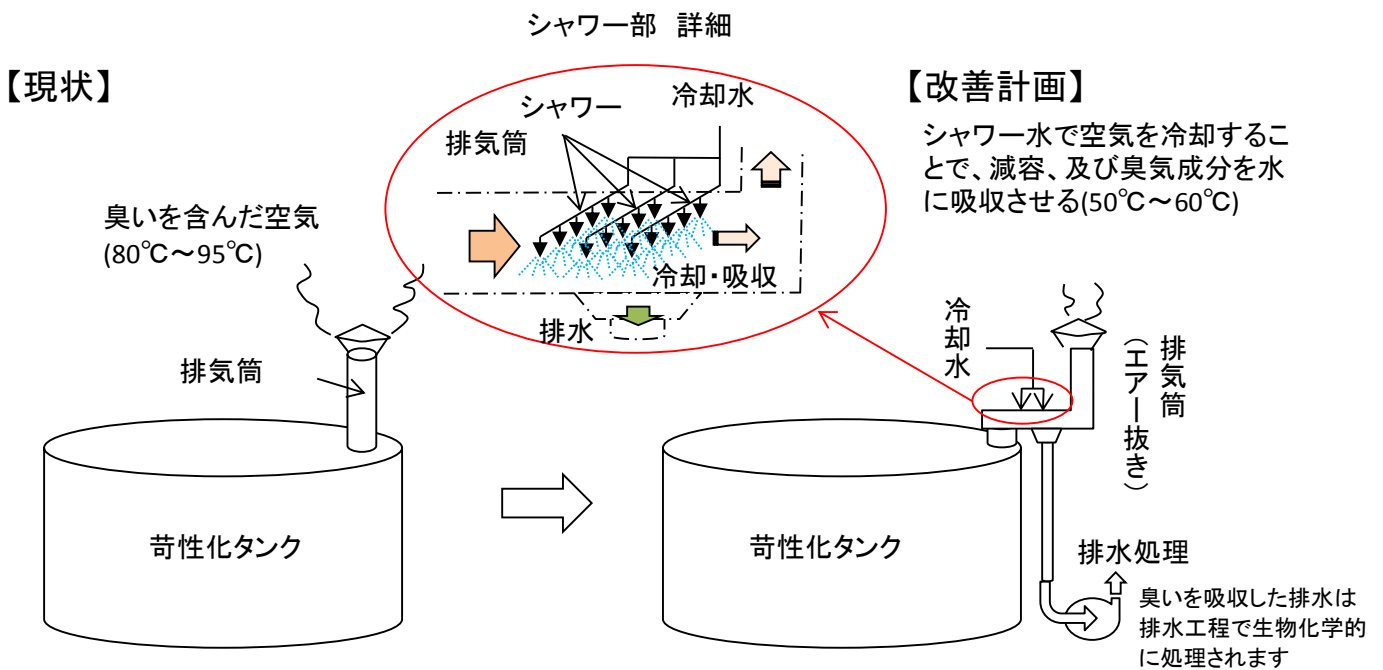 シャワー部 詳細
【現状】
シャワー
冷却水
排気筒
冷却・吸収
排水
臭いを含んだ空気
(80℃～95℃)
排気筒
苛性化タンク
【改善計画】
シャワー水で空気を冷却するこ
とで、減容、及び臭気成分を水
に吸収させる(50℃～60℃)
冷却水
排気筒
（エアー抜き）
苛性化タンク
排水処理
臭いを吸収した排水は
排水工程で生物化学的
に処理されます